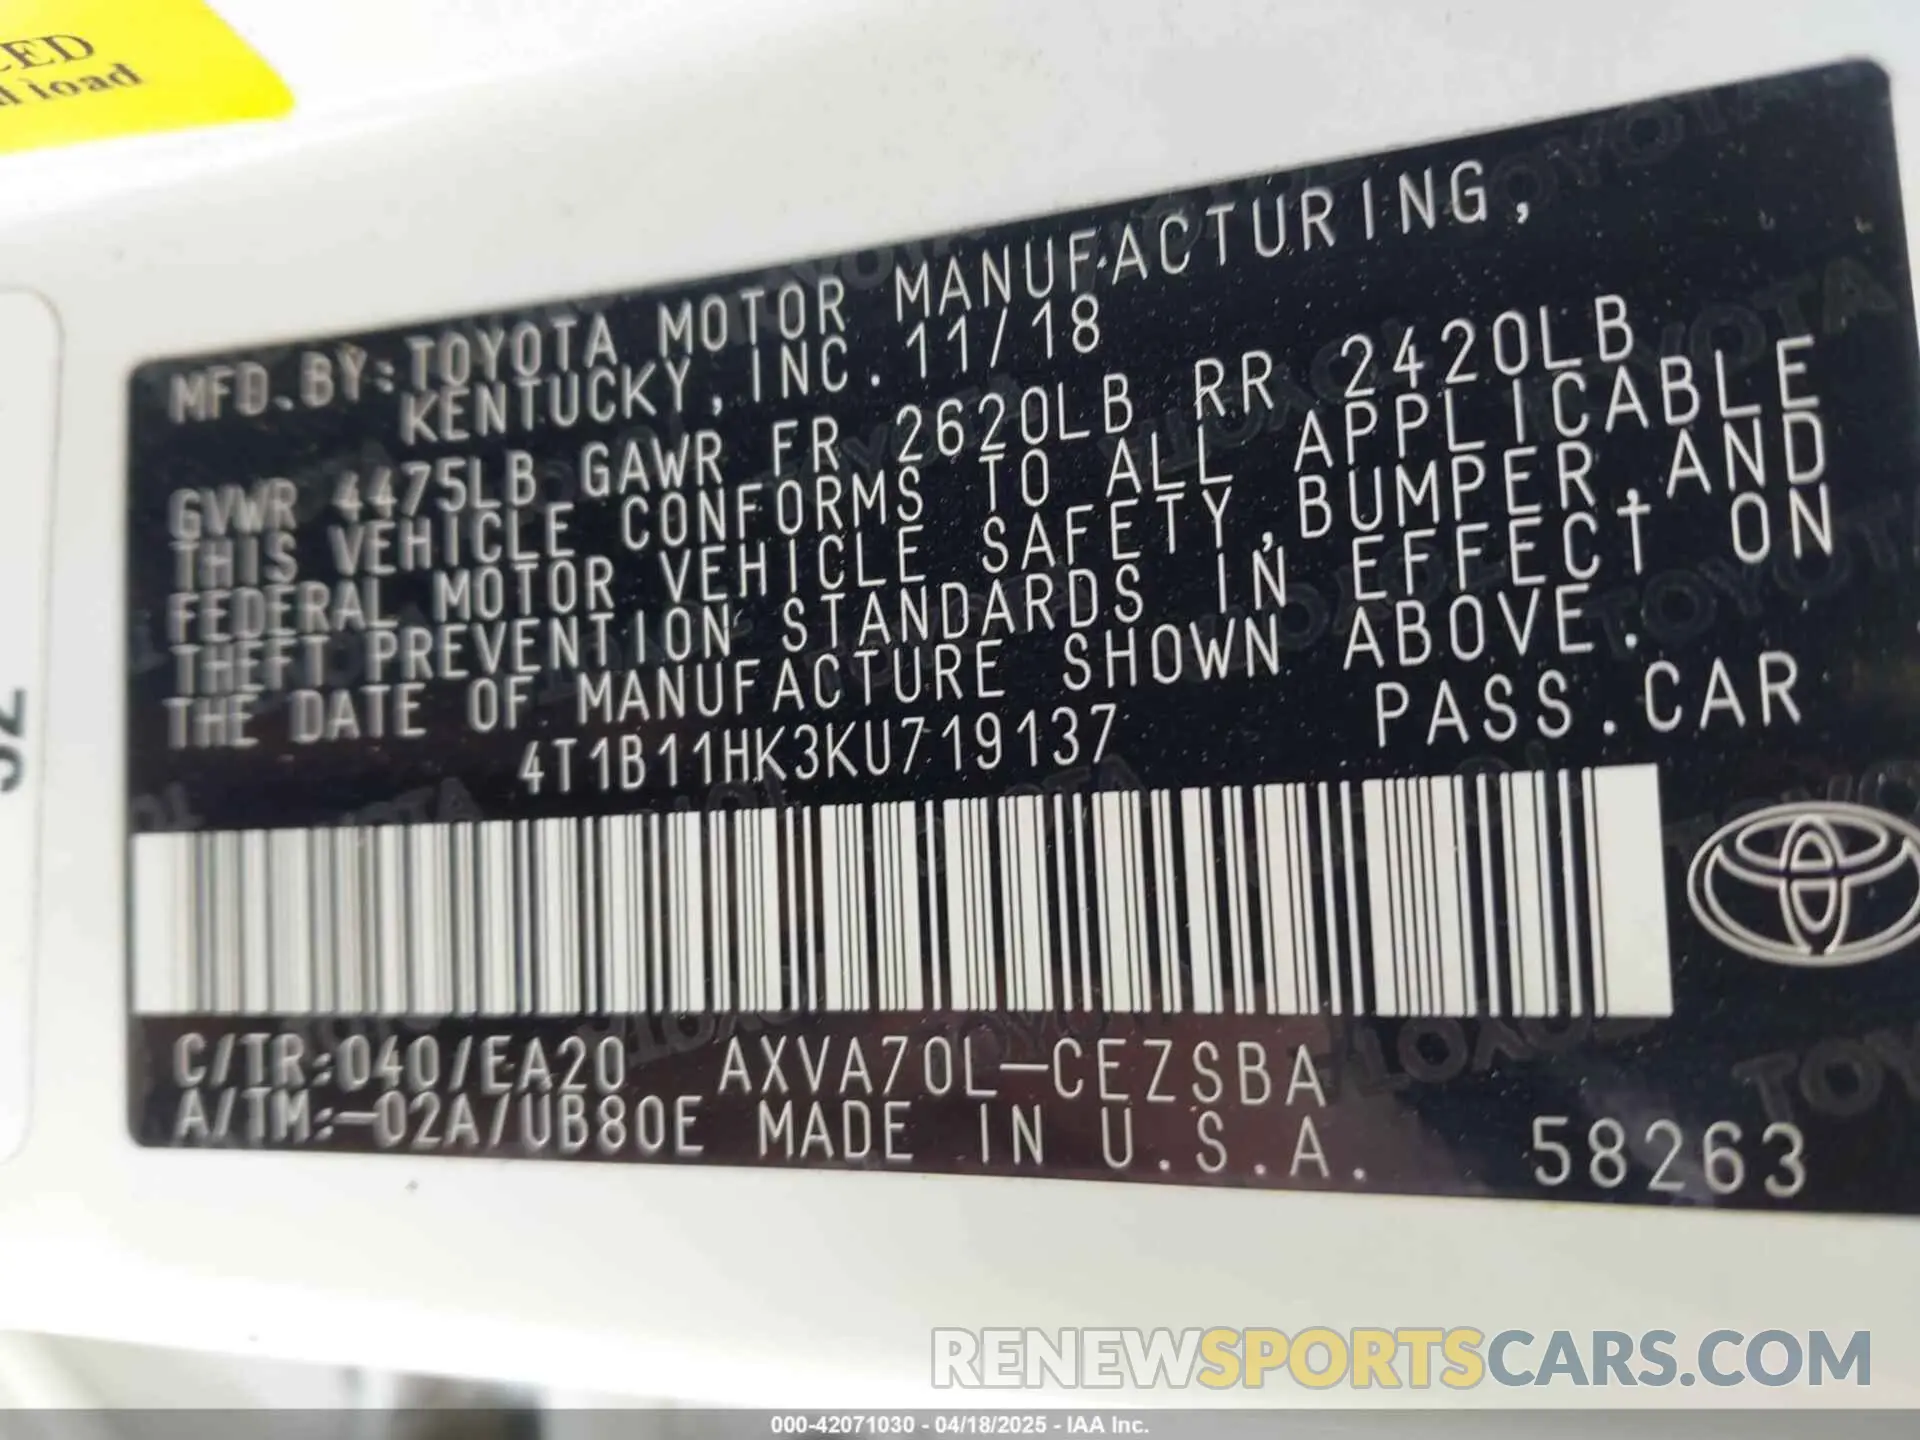 load
MFD.BY:TOYOTA MOTOR MANUFACTURING,
KENTUCKY,INC. 11/18
GVWR 4475LB GAWR FR 2620LB RR 2420LB
THIS VEHICLE CONFORMS TO ALL APPLICABLE
FEDERAL MOTOR VEHICLE SAFETY,BUMPER,AND
THEFT PREVENTION STANDARDS IN EFFECT ON
THE DATE OF MANUFACTURE SHOWN ABOVE.
4T1B11HK3KU719137 PASS.CAR
C/TR:040/EA20 AXVA70L-CEZSBA
A/TM:-02A/UB80E MADE IN U.S.A. 58263
RENEWSPORTSCARS.COM
000-42071030 - 04/18/2025 - IAA Inc.